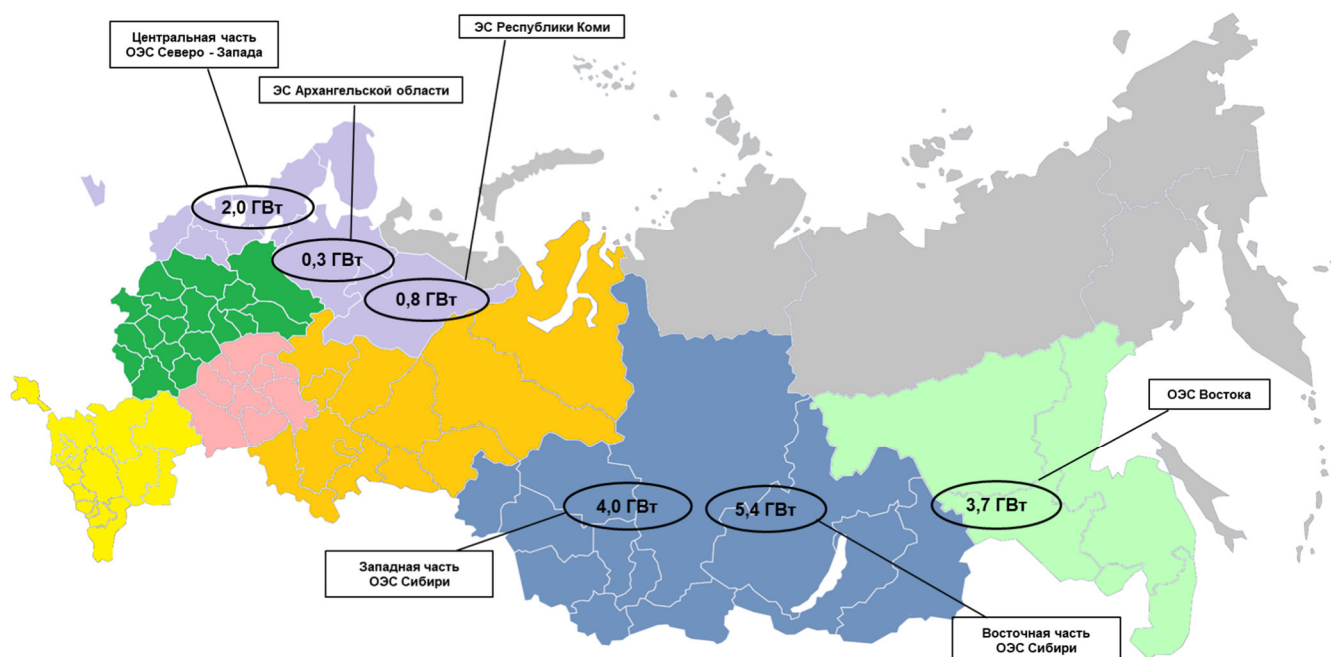 ЭС Республики Коми
Центральная часть
ОЭС Северо - Запада
ЭС Архангельской области
2,0 ГВт
0,3 ГВт
0,8 ГВт
ОЭС Востока
4,0 ГВт
5,4 ГВт
3,7 ГВт
Западная часть
ОЭС Сибири
Восточная часть
ОЭС Сибири